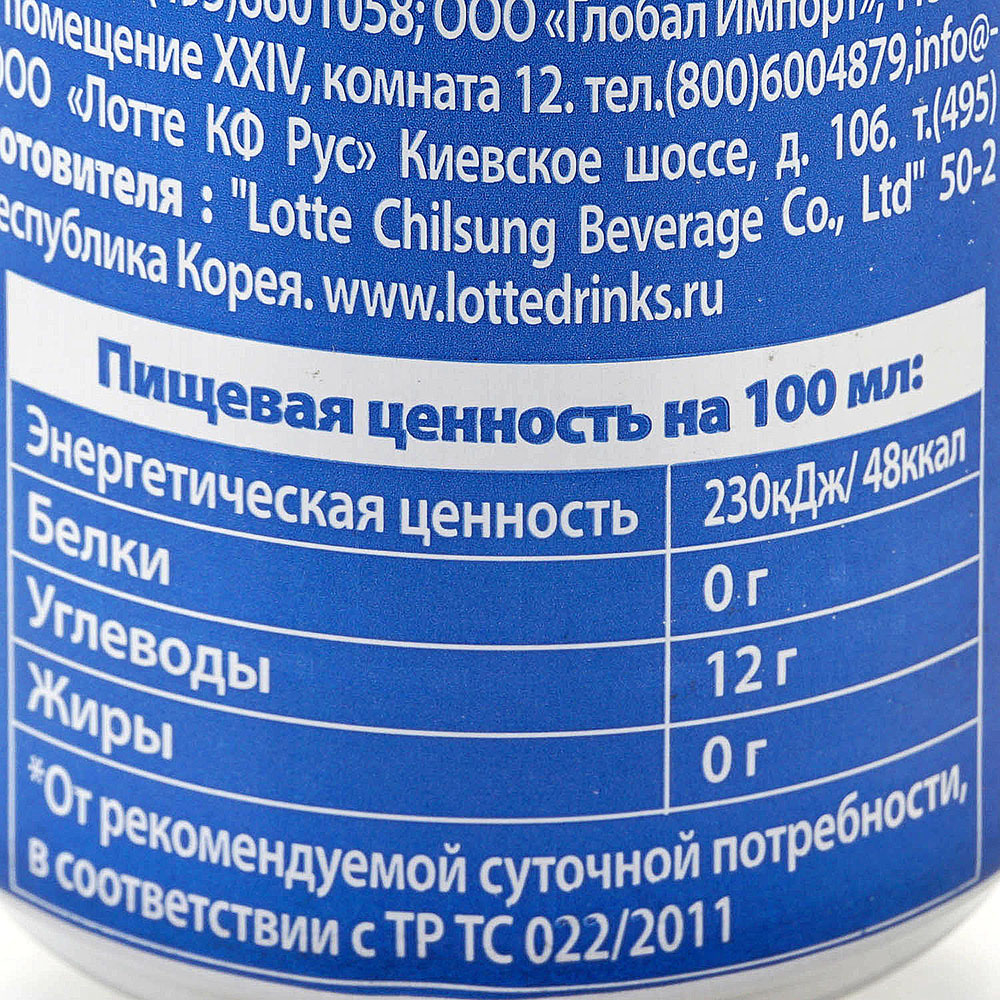 (495)6601058; ООО «Глобал Импорт»,
помещение XXIV, комната 12. тел.(800)6004879,info@-
ООО «Лотте КФ Рус» Киевское шоссе, д. 106. т.(495)
отовителя : "Lotte Chilsung Beverage Co., Ltd" 50-2
еспублика Корея. www.lottedrinks.ru
Пищевая ценность на 100 мл:
Энергетическая ценность 230кДж/ 48ккал
Белки 0 г
Углеводы 12 г
Жиры 0 г
*От рекомендуемой суточной потребности,
в соответствии с ТР ТС 022/2011